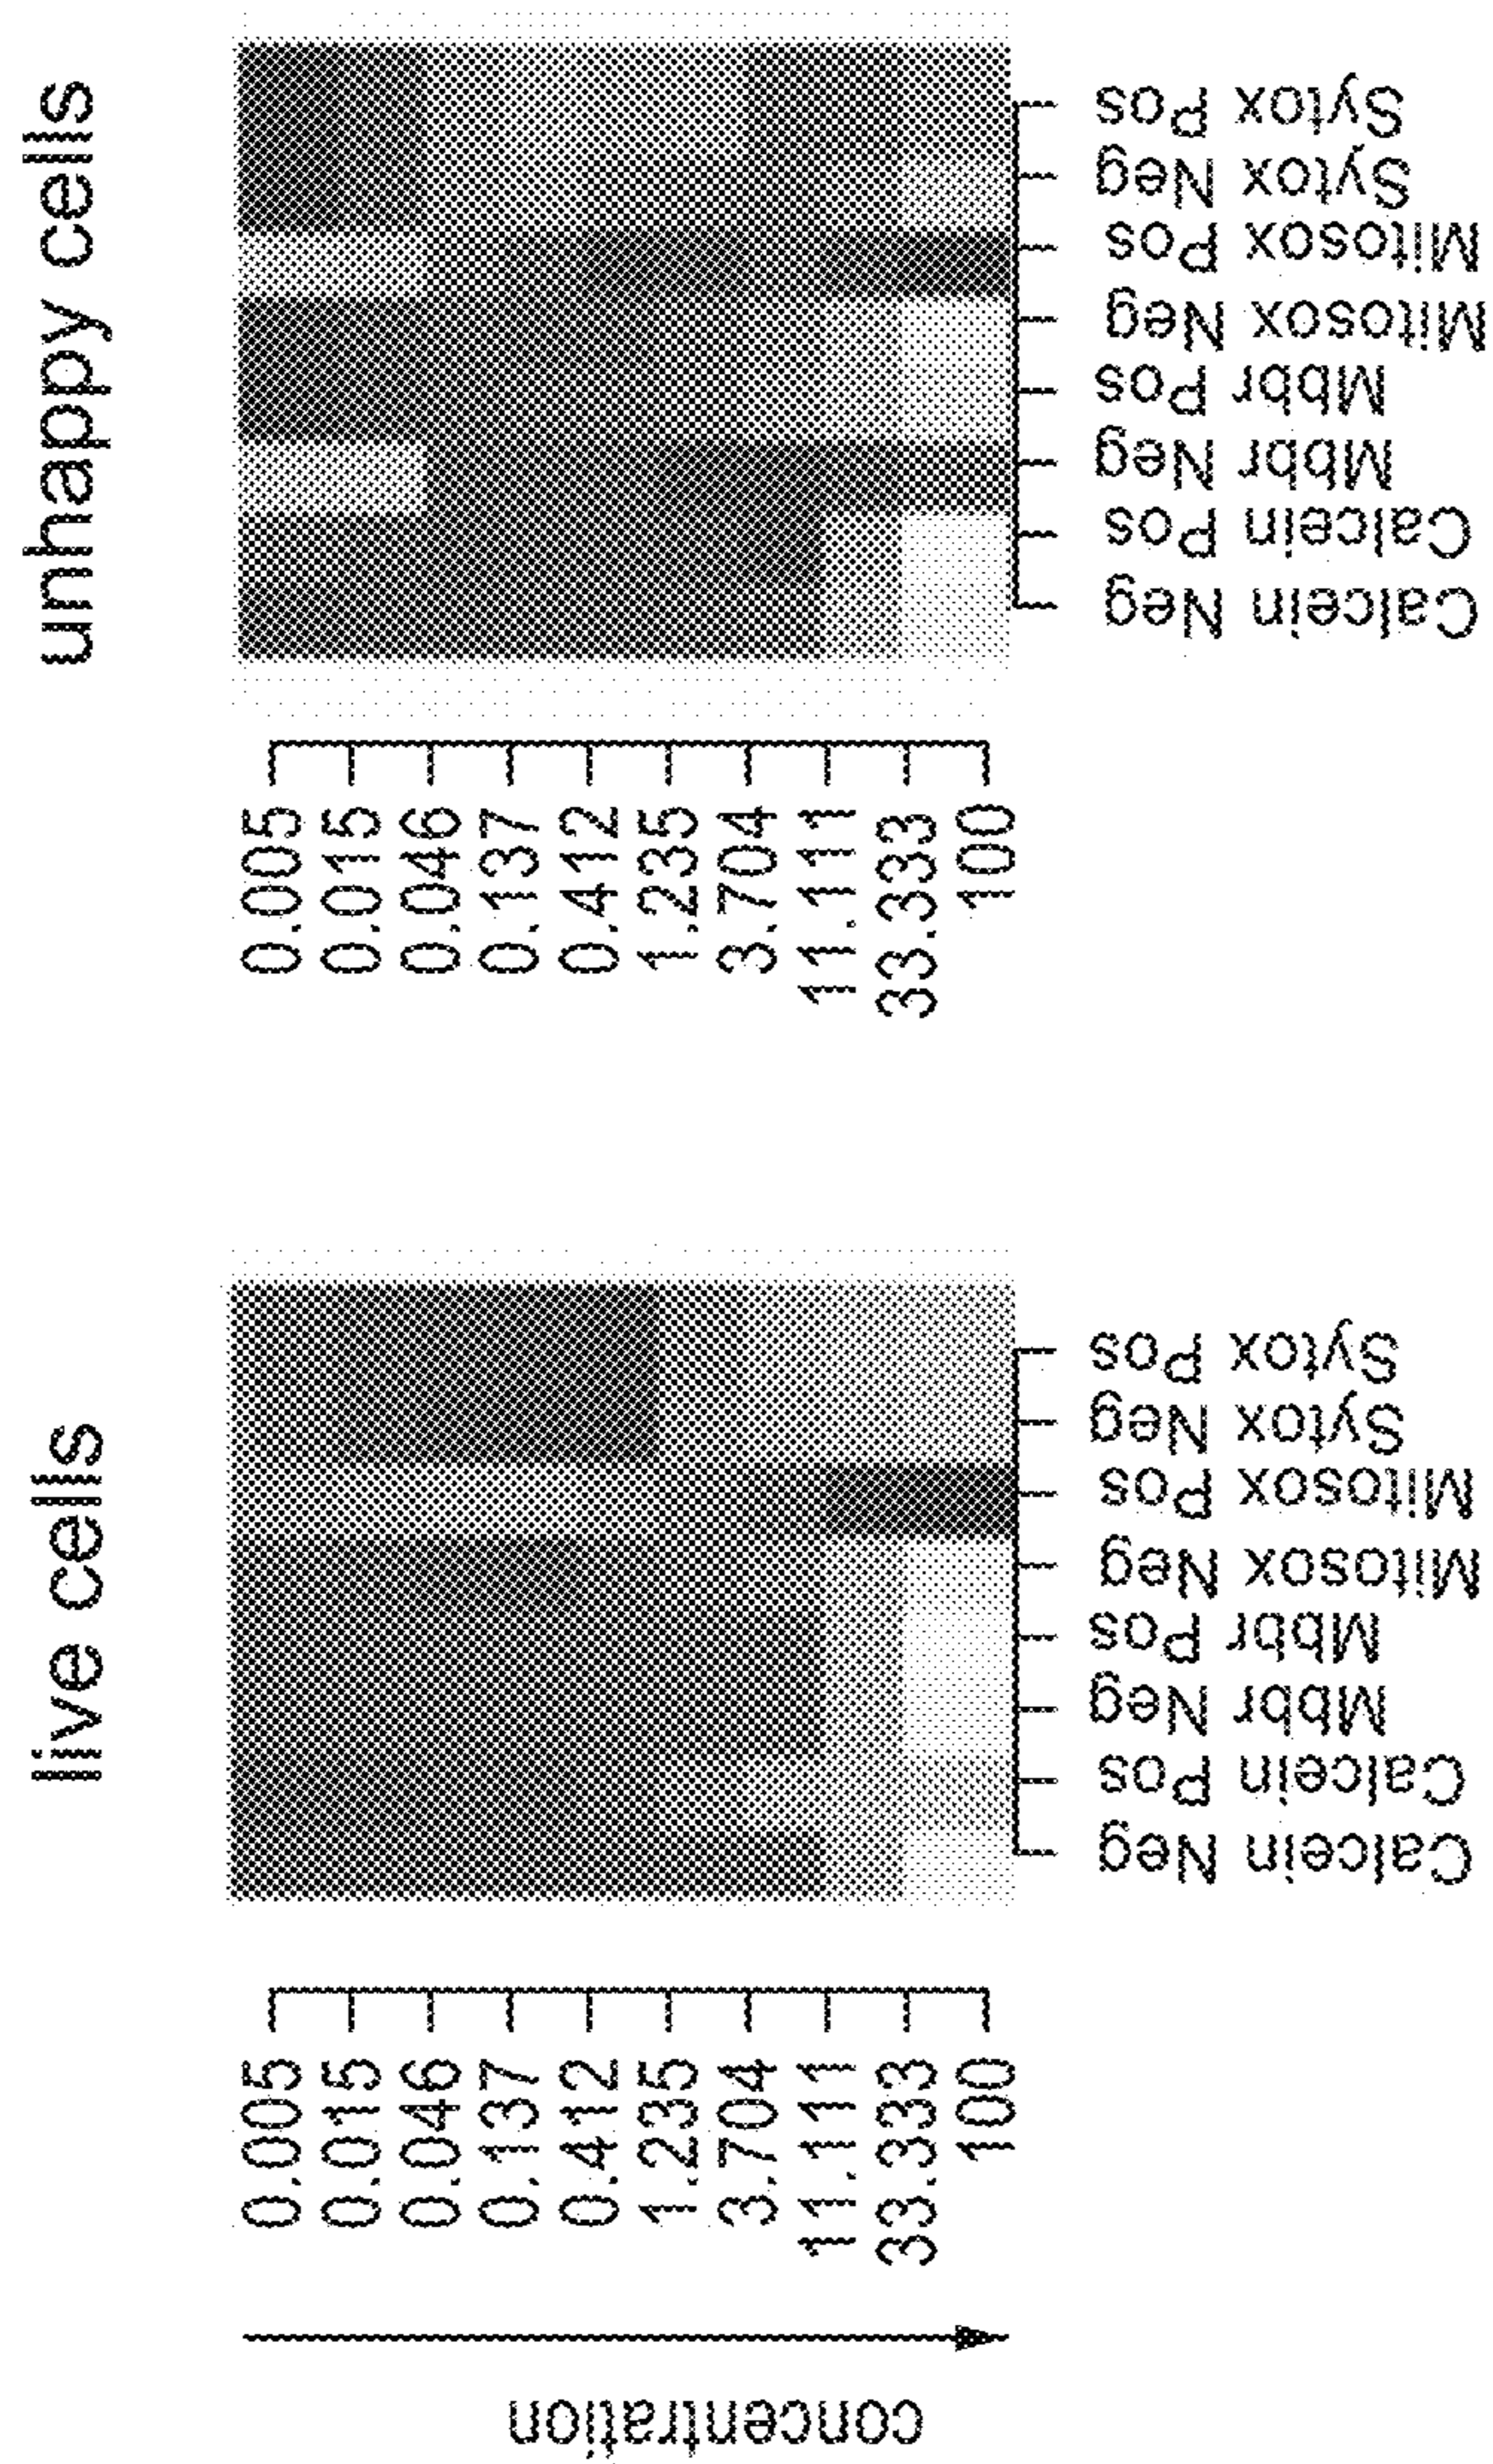 live cells
concentration
0.005
0.015
0.046
0.137
0.412
1.235
3.704
11.111
33.333
100
Calcein Neg
Calcein Pos
Mbbr Neg
Mbbr Pos
Mitosox Neg
Mitosox Pos
Sytox Neg
Sytox Pos
unhappy cells
0.005
0.015
0.046
0.137
0.412
1.235
3.704
11.111
33.333
100
Calcein Neg
Calcein Pos
Mbbr Neg
Mbbr Pos
Mitosox Neg
Mitosox Pos
Sytox Neg
Sytox Pos